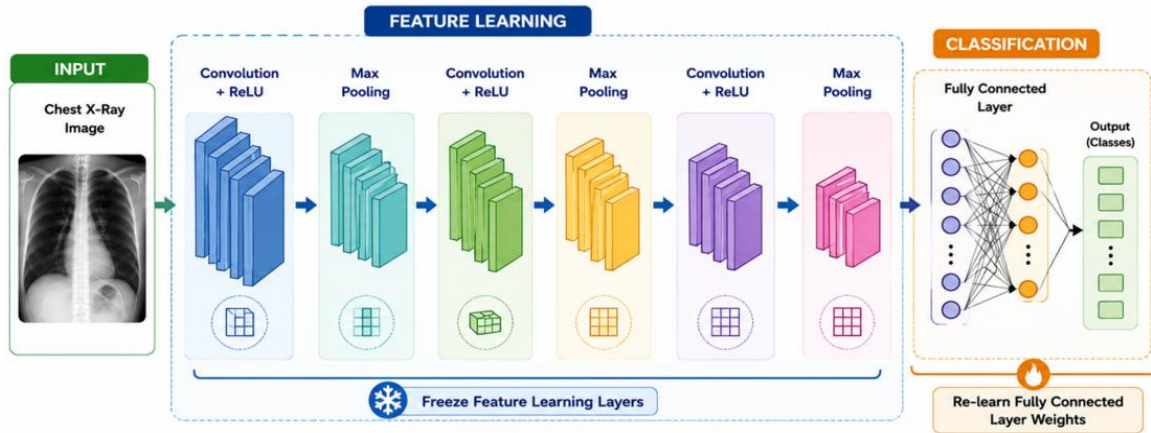 FEATURE LEARNING
CLASSIFICATION
INPUT
Chest X-Ray
Image
Convolution
+ ReLU
Max
Pooling
Convolution
+ ReLU
Max
Pooling
Convolution
+ ReLU
Max
Pooling
Fully Connected
Layer
Output
(Classes)
Freeze Feature Learning Layers
Re-learn Fully Connected
Layer Weights